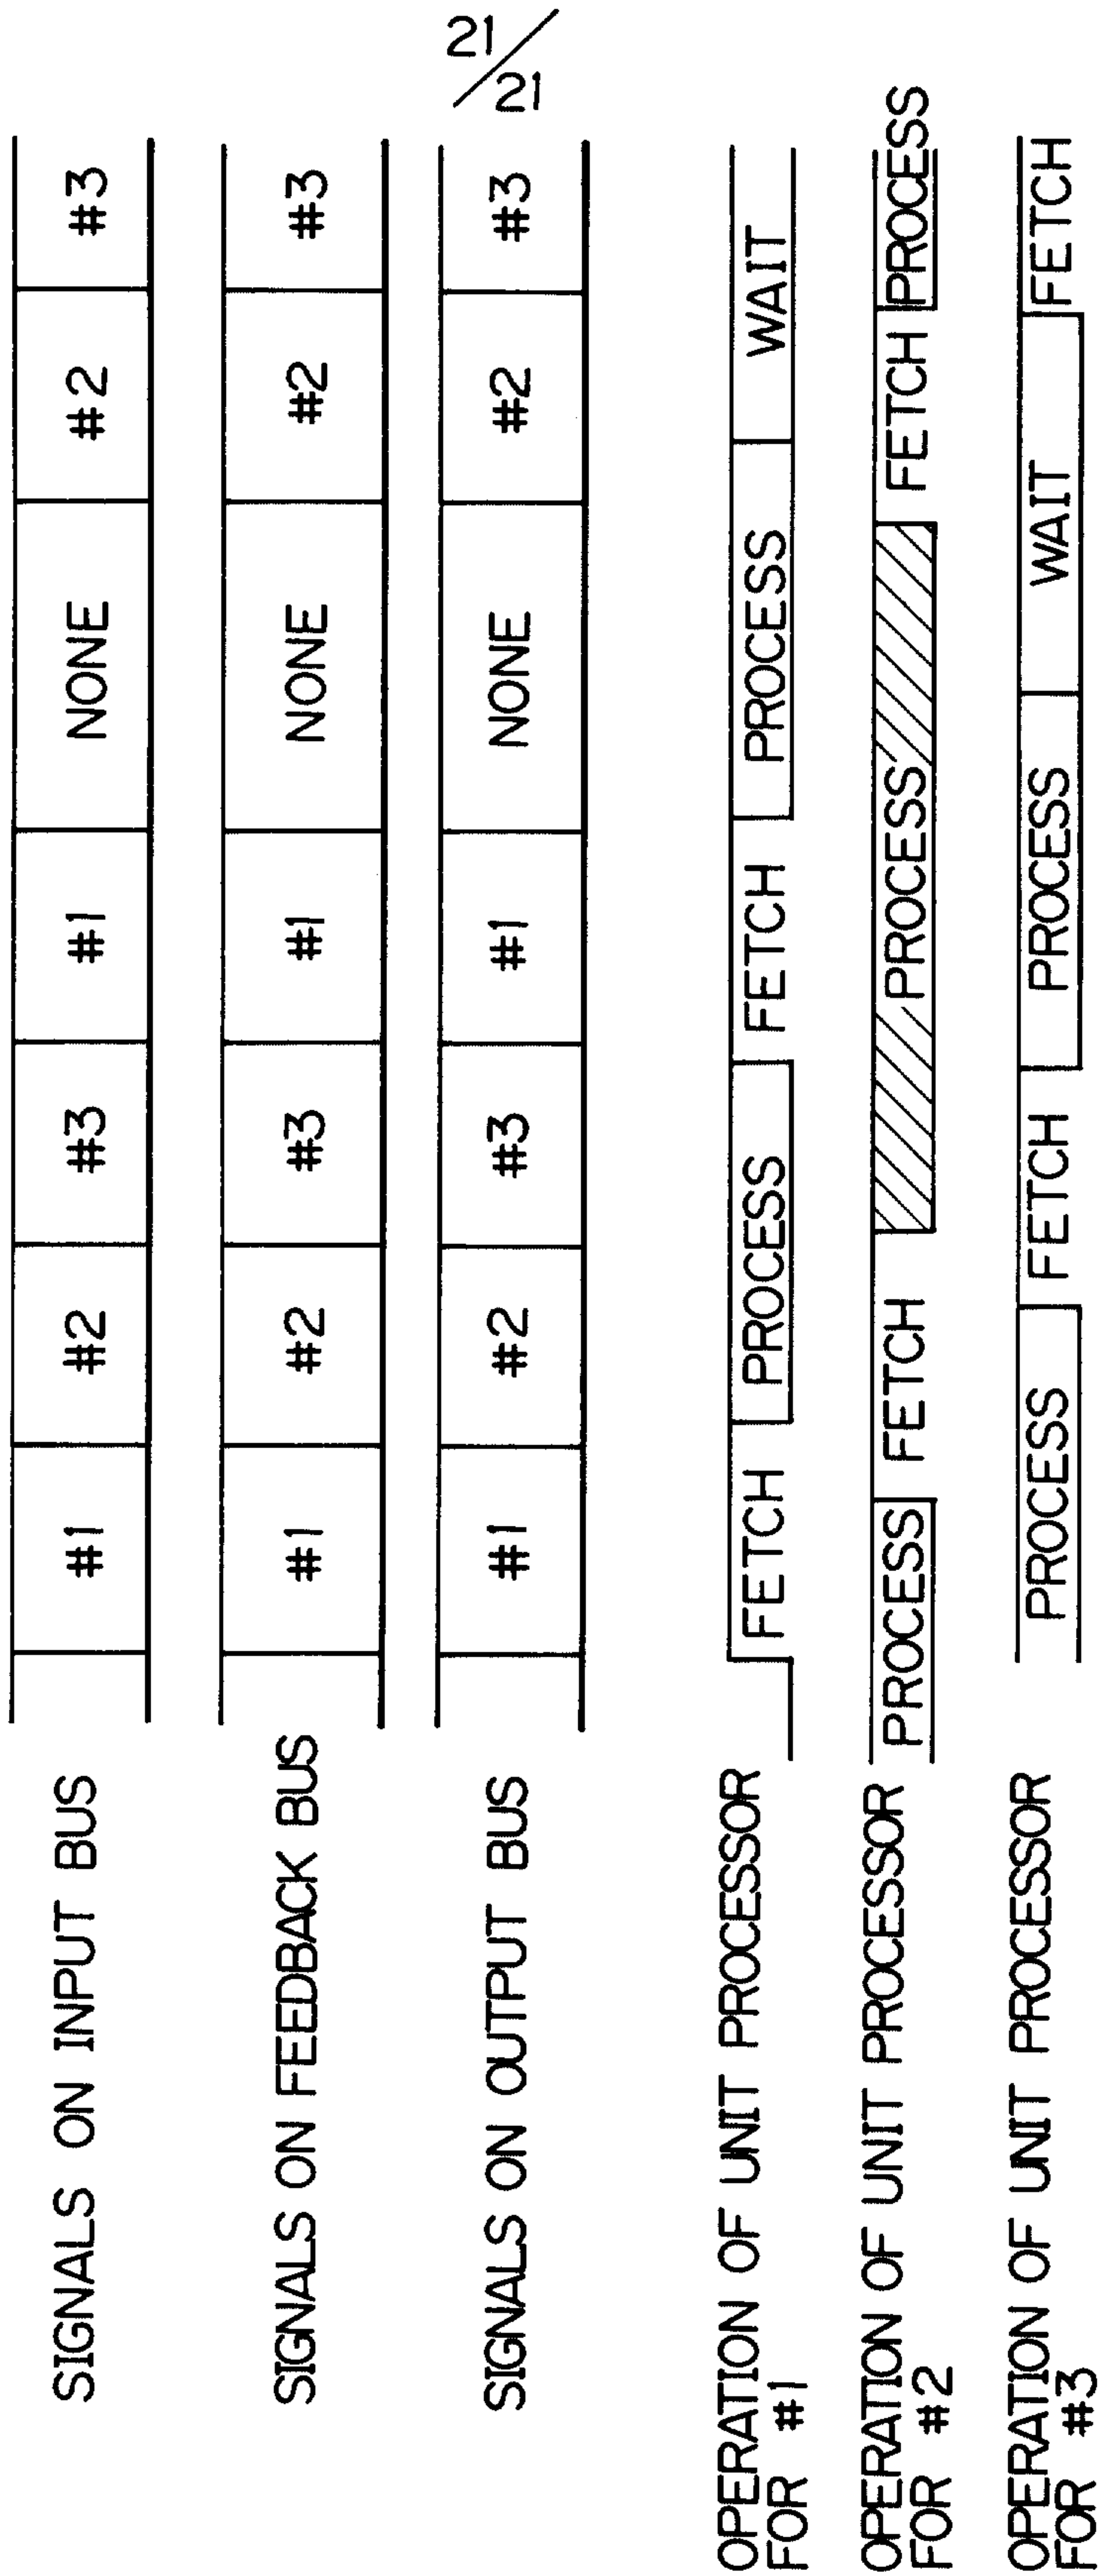 21/21
SIGNALS ON INPUT BUS
#1 #2 #3 #1 NONE #2 #3
SIGNALS ON FEEDBACK BUS
#1 #2 #3 #1 NONE #2 #3
SIGNALS ON OUTPUT BUS
#1 #2 #3 #1 NONE #2 #3
OPERATION OF UNIT PROCESSOR
FOR #1
FETCH PROCESS FETCH PROCESS WAIT
OPERATION OF UNIT PROCESSOR
FOR #2
PROCESS FETCH PROCESS FETCH PROCESS
OPERATION OF UNIT PROCESSOR
FOR #3
PROCESS FETCH PROCESS WAIT FETCH